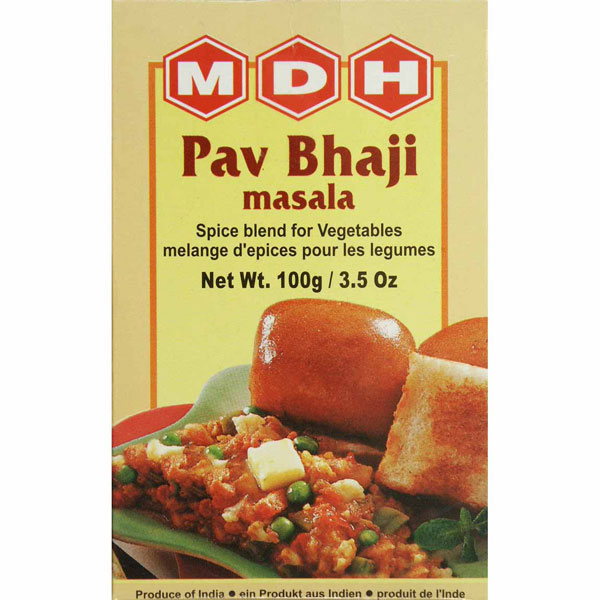 MDH
Pav Bhaji
masala
Spice blend for Vegetables
melange d'epices pour les legumes
Net Wt. 100g / 3.5 Oz
Produce of India ● ein Produkt aus Indien ● produit de l'Inde